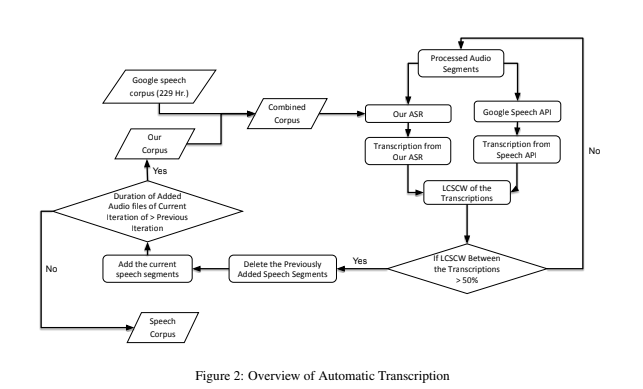 Processed Audio
Segments
Google speech
corpus (229 Hr.)
Combined
Corpus
Our ASR
Google Speech API
Our
Corpus
Transcription from
Our ASR
Transcription from
Speech API
No
Yes
LCSCW of the
Transcriptions
Duration of Added
Audio files of Current
Iteration of > Previous
Iteration
If LCSCW Between
the Transcriptions
> 50%
Yes
No
Add the current
speech segments
Delete the Previously
Added Speech Segments
Speech
Corpus
Figure 2: Overview of Automatic Transcription